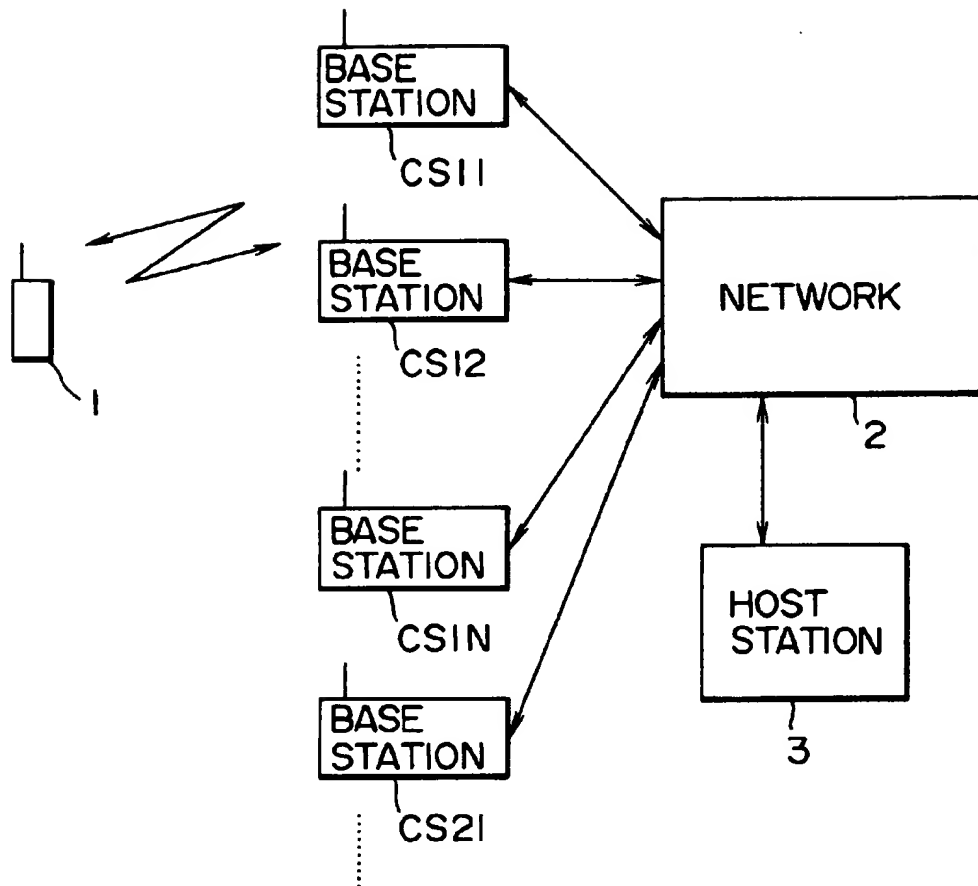 BASE
STATION
CS11
BASE
STATION
CS12
1
NETWORK
2
BASE
STATION
CS1N
HOST
STATION
3
BASE
STATION
CS21